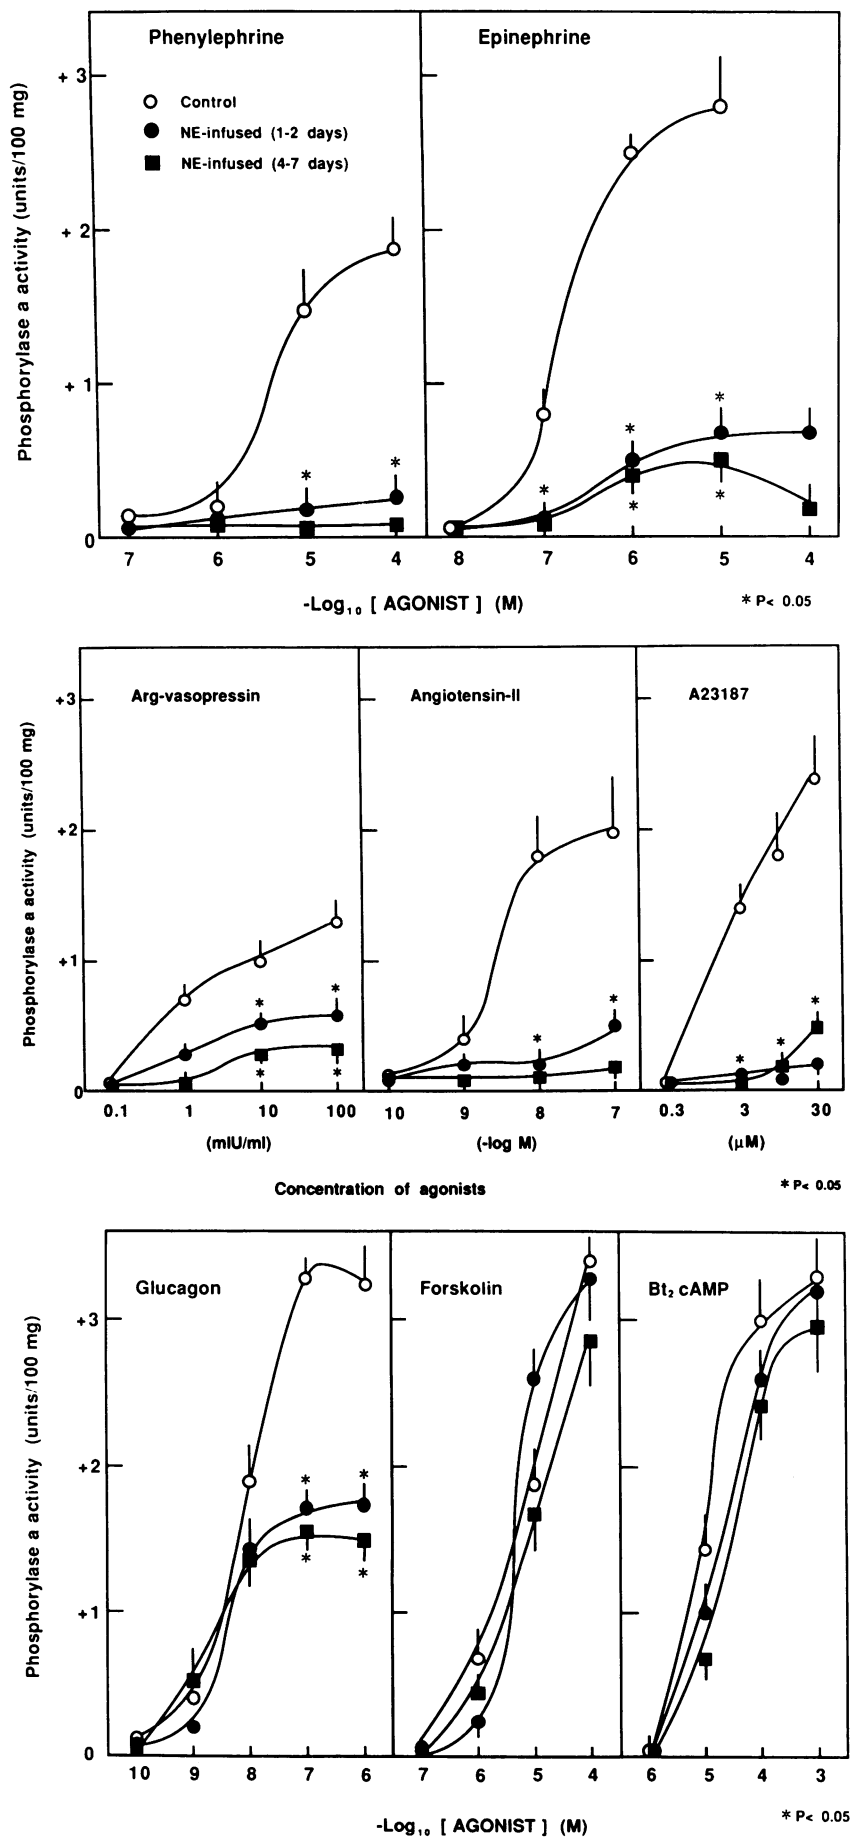 Phenylephrine
Epinephrine
Phosphorylase a activity (units/100 mg)
+ 3
+ 2
+ 1
0
Control
NE-infused (1-2 days)
NE-infused (4-7 days)
* *
* * * * *
7 6 5 4
8 7 6 5 4
-Log₁₀ [ AGONIST ] (M)
* P< 0.05
Arg-vasopressin
Angiotensin-II
A23187
Phosphorylase a activity (units/100 mg)
+3
+2
+1
0
* * * *
* *
* * *
0.1 1 10 100
10 9 8 7
0.3 3 30
(mIU/ml)
(-log M)
(μM)
Concentration of agonists
* P< 0.05
Glucagon
Forskolin
Bt₂ cAMP
Phosphorylase a activity (units/100 mg)
+3
+2
+1
0
* * * *
10 9 8 7 6
7 6 5 4
6 5 4 3
-Log₁₀ [ AGONIST ] (M)
* P< 0.05